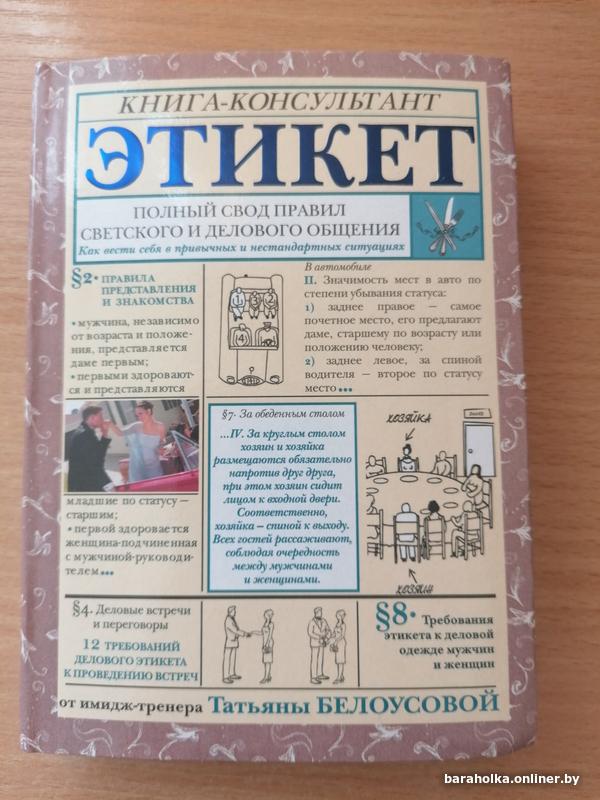 КНИГА-КОНСУЛЬТАНТ
ЭТИКЕТ
ПОЛНЫЙ СВОД ПРАВИЛ
СВЕТСКОГО И ДЕЛОВОГО ОБЩЕНИЯ
Как вести себя в привычных и нестандартных ситуациях
§2• ПРАВИЛА
ПРЕДСТАВЛЕНИЯ
И ЗНАКОМСТВА
• мужчина, независимо
от возраста и положе-
ния, представляется
даме первым;
• первыми здоровают-
ся и представляются
младшие по статусу —
старшим;
• первой здоровается
женщина-подчиненная
с мужчиной-руководи-
телем...
1 3 2
4
В автомобиле
II. Значимость мест в авто по
степени убывания статуса:
1) заднее правое — самое
почетное место, его предлагают
даме, старшему по возрасту или
положению человеку;
2) заднее левое, за спиной
водителя — второе по статусу
место...
§7. За обеденным столом
...IV. За круглым столом
хозяин и хозяйка
размещаются обязательно
напротив друг друга,
при этом хозяин сидит
лицом к входной двери.
Соответственно,
хозяйка — спиной к выходу.
Всех гостей рассаживают,
соблюдая очередность
между мужчинами
и женщинами.
ХОЗЯЙКА
ХОЗЯИН
§4. Деловые встречи
и переговоры
12 ТРЕБОВАНИЙ
ДЕЛОВОГО ЭТИКЕТА
К ПРОВЕДЕНИЮ ВСТРЕЧ
§8• Требования
этикета к деловой
одежде мужчин
и женщин
от имидж-тренера Татьяны БЕЛОУСОВОЙ
baraholka.onliner.by